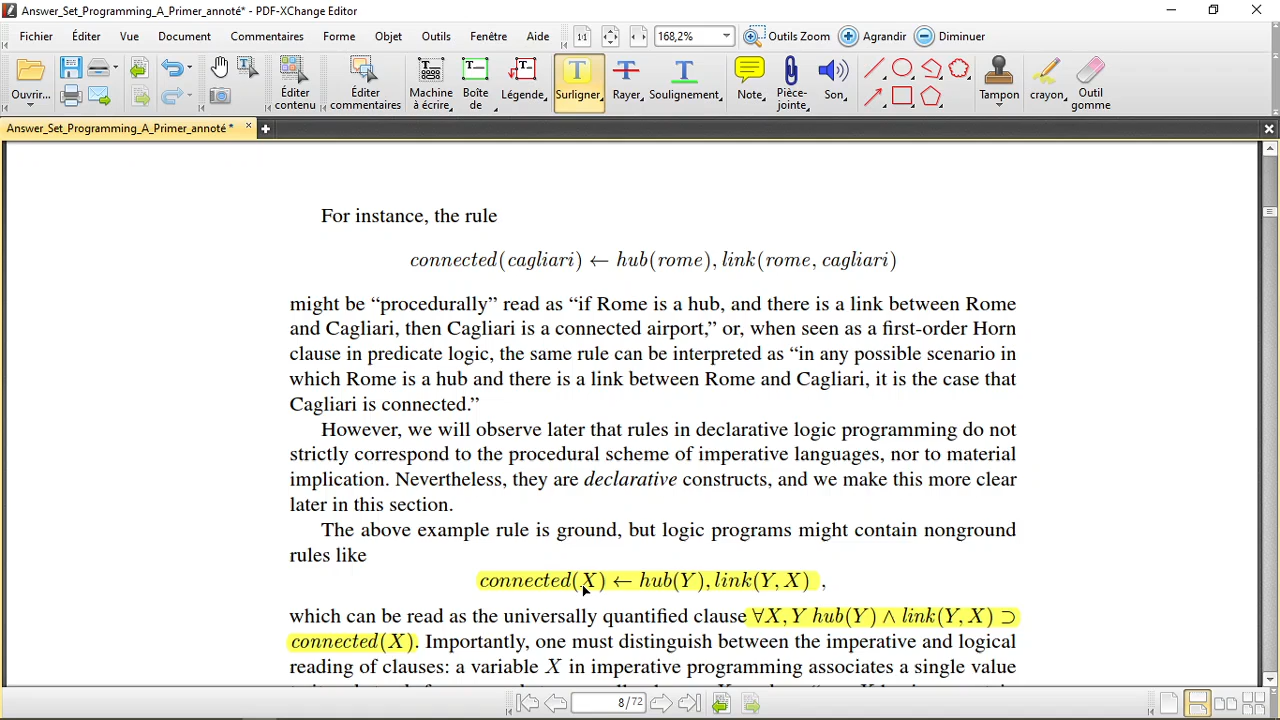 Answer_Set_Programming_A_Primer_annoté* - PDF-XChange Editor
Fichier Éditer Vue Document Commentaires Forme Objet Outils Fenêtre Aide 1:1 168,2% Outils Zoom Agrandir Diminuer
Ouvrir... Éditer contenu Éditer commentaires Machine à écrire Boîte de Légende Surligner Rayer Soulignement Note Pièce-jointe Son Tampon crayon Outil gomme
Answer_Set_Programming_A_Primer_annoté *
For instance, the rule
connected(cagliari) ← hub(rome), link(rome, cagliari)
might be “procedurally” read as “if Rome is a hub, and there is a link between Rome
and Cagliari, then Cagliari is a connected airport,” or, when seen as a first-order Horn
clause in predicate logic, the same rule can be interpreted as “in any possible scenario in
which Rome is a hub and there is a link between Rome and Cagliari, it is the case that
Cagliari is connected.”
However, we will observe later that rules in declarative logic programming do not
strictly correspond to the procedural scheme of imperative languages, nor to material
implication. Nevertheless, they are declarative constructs, and we make this more clear
later in this section.
The above example rule is ground, but logic programs might contain nonground
rules like
connected(X) ← hub(Y), link(Y, X) ,
which can be read as the universally quantified clause ∀X, Y hub(Y) ∧ link(Y, X) ⊃
connected(X). Importantly, one must distinguish between the imperative and logical
reading of clauses: a variable X in imperative programming associates a single value
8 /72